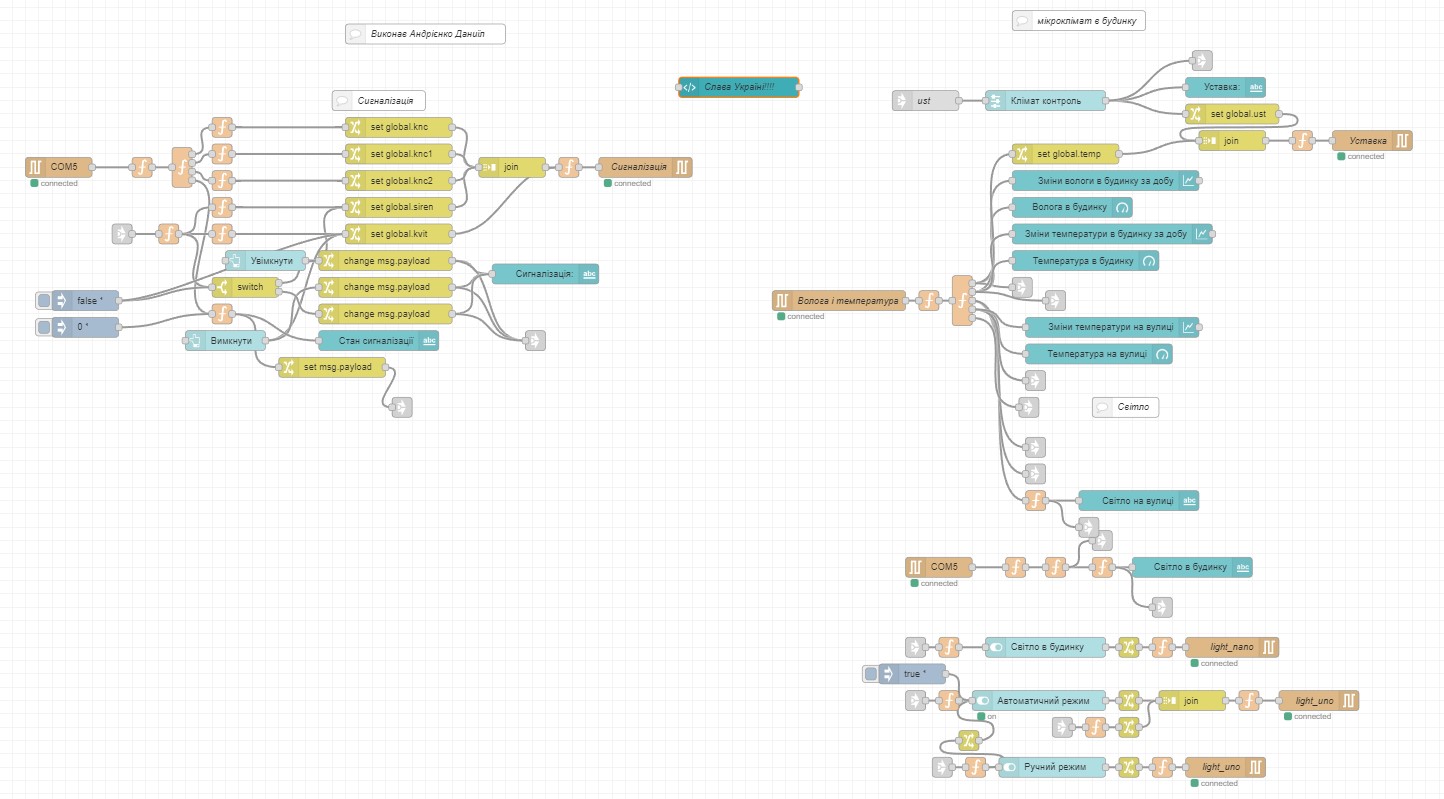 Виконав Андрієнко Даниїл
Слава Україні!!!!
Сигналізація
COM5
connected
set global.knc
set global.knc1
set global.knc2
set global.siren
set global.kvit
join
Сигналізація
connected
Увімкнути
change msg.payload
switch
change msg.payload
change msg.payload
Сигналізація:
abc
false *
0 *
Вимкнути
Стан сигналізації
abc
set msg.payload
мікроклімат в будинку
ust
Клімат контроль
Уставка:
abc
set global.ust
set global.temp
join
Уставка
connected
Зміни вологи в будинку за добу
Волога в будинку
Зміни температури в будинку за добу
Температура в будинку
Волога і температура
connected
Зміни температури на вулиці
Температура на вулиці
Світло
Світло на вулиці
abc
COM5
connected
Світло в будинку
abc
Світло в будинку
light_nano
connected
true *
Автоматичний режим
on
join
light_uno
connected
Ручний режим
light_uno
connected